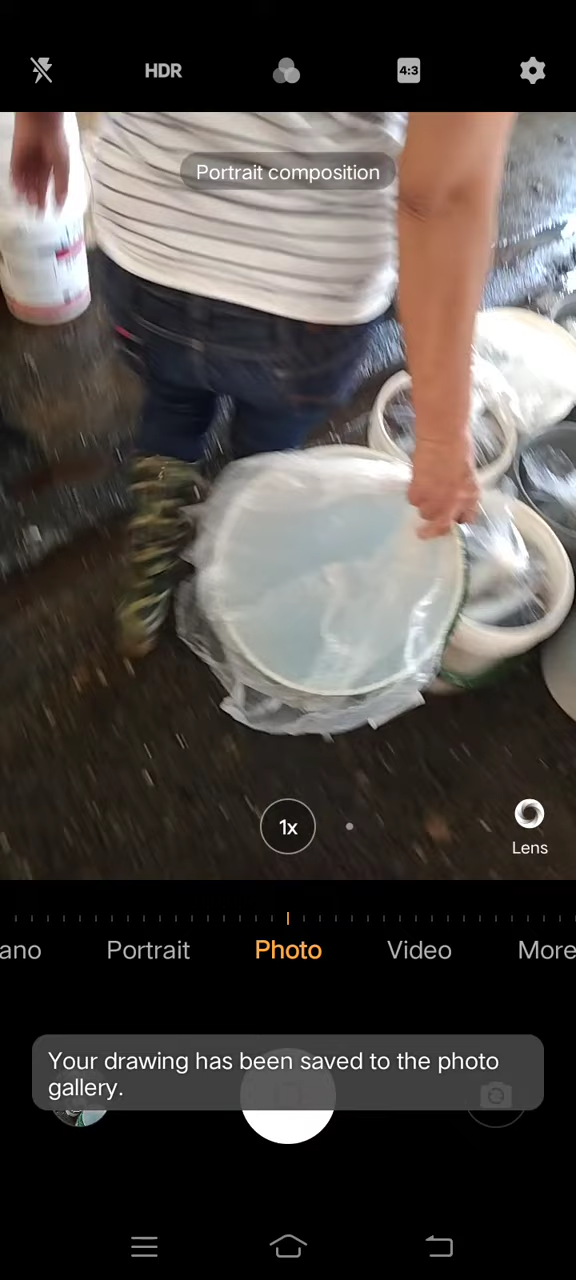 HDR
4:3
Portrait composition
1x
Lens
ano
Portrait
Photo
Video
More
Your drawing has been saved to the photo
gallery.